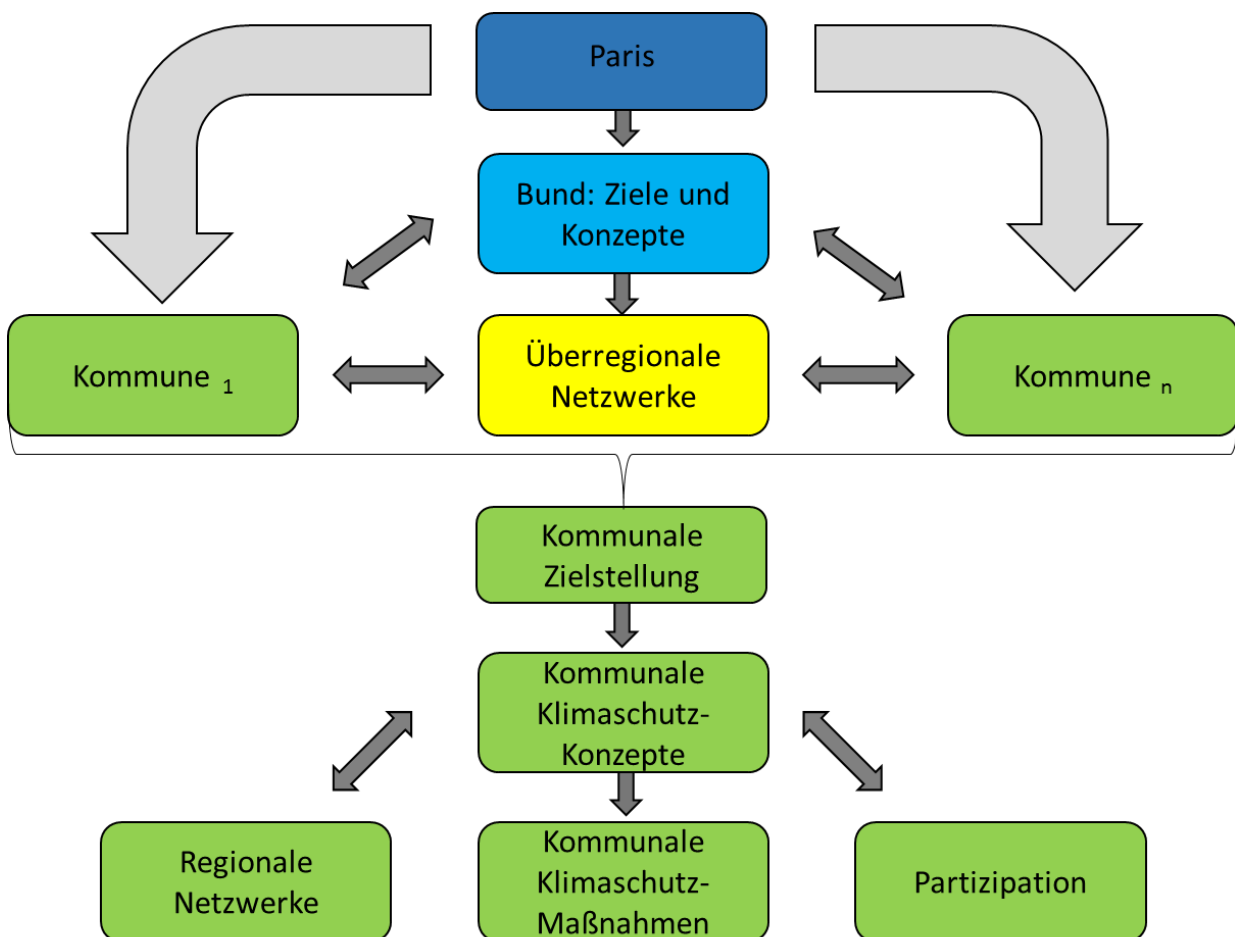 Paris
Bund: Ziele und
Konzepte
Kommune 1
Überregionale
Netzwerke
Kommune n
Kommunale
Zielstellung
Kommunale
Klimaschutz-
Konzepte
Regionale
Netzwerke
Kommunale
Klimaschutz-
Maßnahmen
Partizipation